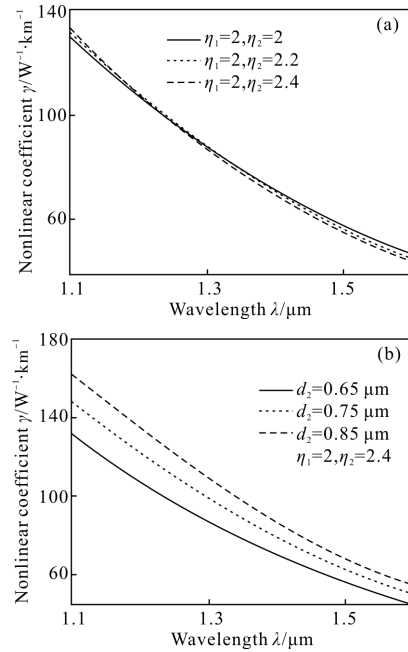 140
(a)
η₁=2,η₂=2
η₁=2,η₂=2.2
η₁=2,η₂=2.4
100
60
Nonlinear coefficient γ/W⁻¹·km⁻¹
1.1 1.3 1.5
Wavelength λ/μm
180
(b)
d₂=0.65 μm
d₂=0.75 μm
d₂=0.85 μm
η₁=2,η₂=2.4
140
100
60
Nonlinear coefficient γ/W⁻¹·km⁻¹
1.1 1.3 1.5
Wavelength λ/μm